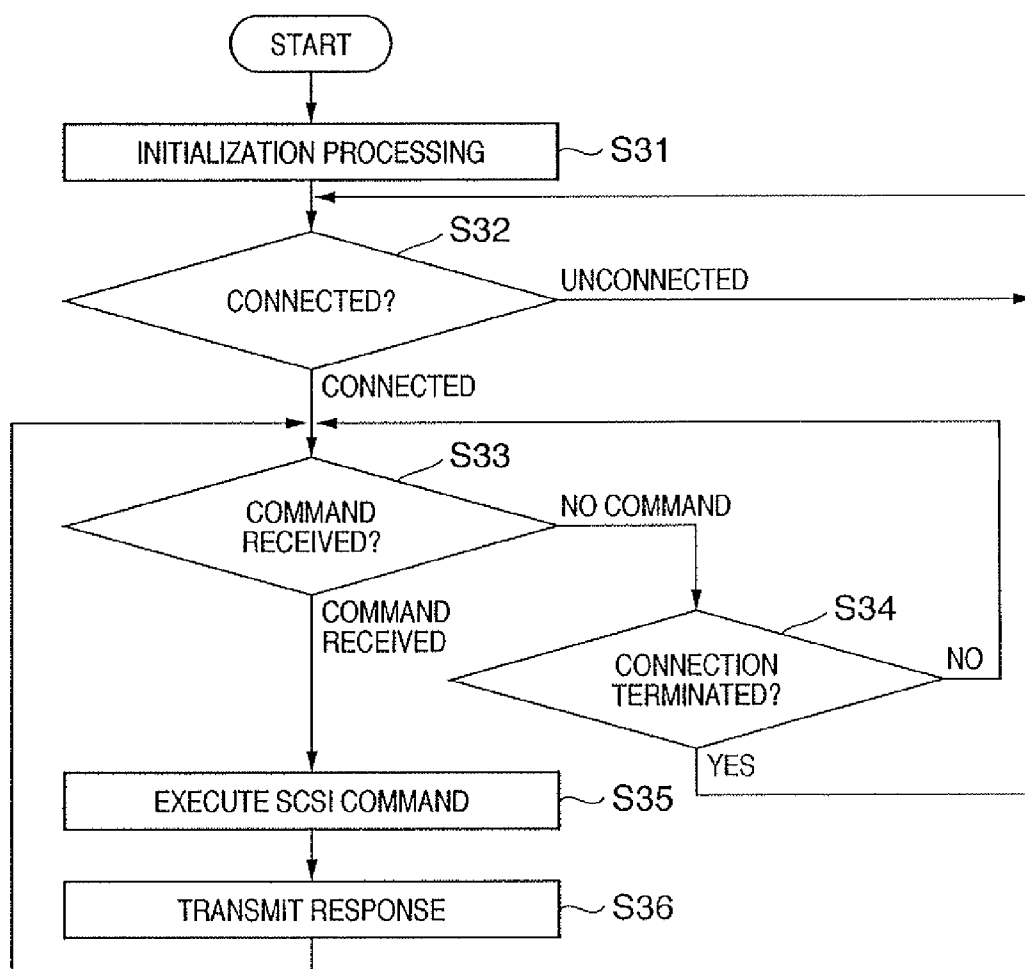 START
INITIALIZATION PROCESSING
S31
S32
CONNECTED?
UNCONNECTED
CONNECTED
S33
COMMAND
RECEIVED?
NO COMMAND
COMMAND
RECEIVED
S34
CONNECTION
TERMINATED?
NO
YES
EXECUTE SCSI COMMAND
S35
TRANSMIT RESPONSE
S36